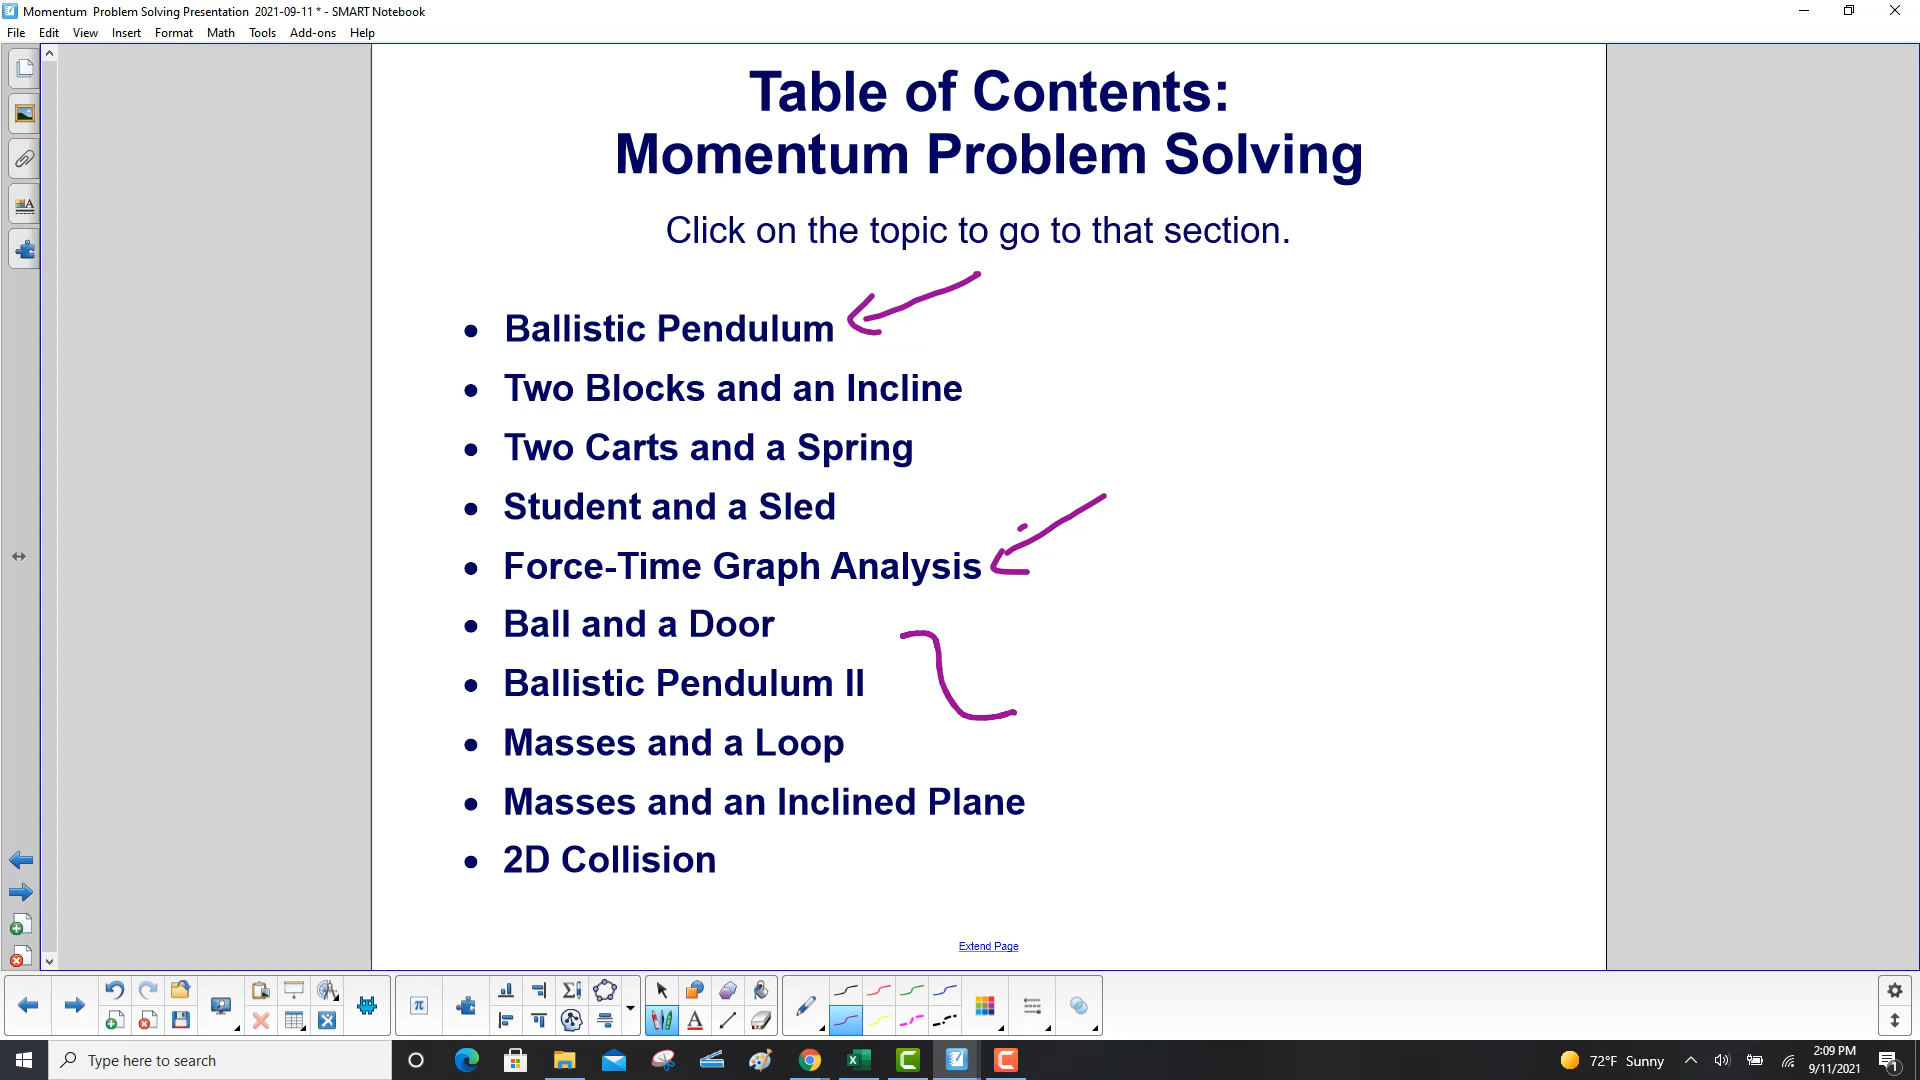 Momentum  Problem Solving Presentation  2021-09-11 * - SMART Notebook
File Edit View Insert Format Math Tools Add-ons Help
Table of Contents:
Momentum Problem Solving
Click on the topic to go to that section.
• Ballistic Pendulum
• Two Blocks and an Incline
• Two Carts and a Spring
• Student and a Sled
• Force-Time Graph Analysis
• Ball and a Door
• Ballistic Pendulum II
• Masses and a Loop
• Masses and an Inclined Plane
• 2D Collision
Extend Page
Type here to search
72°F Sunny
2:09 PM
9/11/2021
1